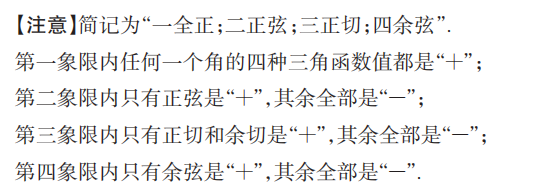 【注意】简记为“一全正;二正弦;三正切;四余弦”.
第一象限内任何一个角的四种三角函数值都是“+”;
第二象限内只有正弦是“+”,其余全部是“－”;
第三象限内只有正切和余切是“+”,其余全部是“－”;
第四象限内只有余弦是“+”,其余全部是“－”.